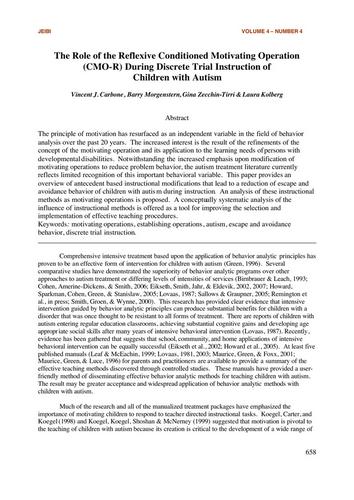 JEIBI VOLUME 4 – NUMBER 4
The Role of the Reflexive Conditioned Motivating Operation
(CMO-R) During Discrete Trial Instruction of
Children with Autism
Vincent J. Carbone, Barry Morgenstern, Gina Zecchin-Tirri & Laura Kolberg
Abstract
The principle of motivation has resurfaced as an independent variable in the field of behavior
analysis over the past 20 years. The increased interest is the result of the refinements of the
concept of the motivating operation and its application to the learning needs of persons with
developmental disabilities. Notwithstanding the increased emphasis upon modification of
motivating operations to reduce problem behavior, the autism treatment literature currently
reflects limited recognition of this important behavioral variable. This paper provides an
overview of antecedent based instructional modifications that lead to a reduction of escape and
avoidance behavior of children with autism during instruction. An analysis of these instructional
methods as motivating operations is proposed. A conceptually systematic analysis of the
influence of instructional methods is offered as a tool for improving the selection and
implementation of effective teaching procedures.
Keywords: motivating operations, establishing operations, autism, escape and avoidance
behavior, discrete trial instruction.
Comprehensive intensive treatment based upon the application of behavior analytic principles has
proven to be an effective form of intervention for children with autism (Green, 1996). Several
comparative studies have demonstrated the superiority of behavior analytic programs over other
approaches to autism treatment or differing levels of intensities of services (Birnbrauer & Leach, 1993;
Cohen, Amerine-Dickens, & Smith, 2006; Eikseth, Smith, Jahr, & Eldevik, 2002, 2007; Howard,
Sparkman, Cohen, Green, & Stanislaw, 2005; Lovaas, 1987; Sallows & Graupner, 2005; Remington et
al., in press; Smith, Groen, & Wynne, 2000). This research has provided clear evidence that intensive
intervention guided by behavior analytic principles can produce substantial benefits for children with a
disorder that was once thought to be resistant to all forms of treatment. There are reports of children with
autism entering regular education classrooms, achieving substantial cognitive gains and developing age
appropriate social skills after many years of intensive behavioral intervention (Lovaas, 1987). Recently,
evidence has been gathered that suggests that school, community, and home applications of intensive
behavioral intervention can be equally successful (Eikseth et al., 2002; Howard et al., 2005). At least five
published manuals (Leaf & McEachin, 1999; Lovaas, 1981, 2003; Maurice, Green, & Foxx, 2001;
Maurice, Green, & Luce, 1996) for parents and practitioners are available to provide a summary of the
effective teaching methods discovered through controlled studies. These manuals have provided a user-
friendly method of disseminating effective behavior analytic methods for teaching children with autism.
The result may be greater acceptance and widespread application of behavior analytic methods with
children with autism.
Much of the research and all of the manualized treatment packages have emphasized the
importance of motivating children to respond to teacher directed instructional tasks. Koegel, Carter, and
Koegel (1998) and Koegel, Koegel, Shoshan & McNerney (1999) suggested that motivation is pivotal to
the teaching of children with autism because its creation is critical to the development of a wide range of
658